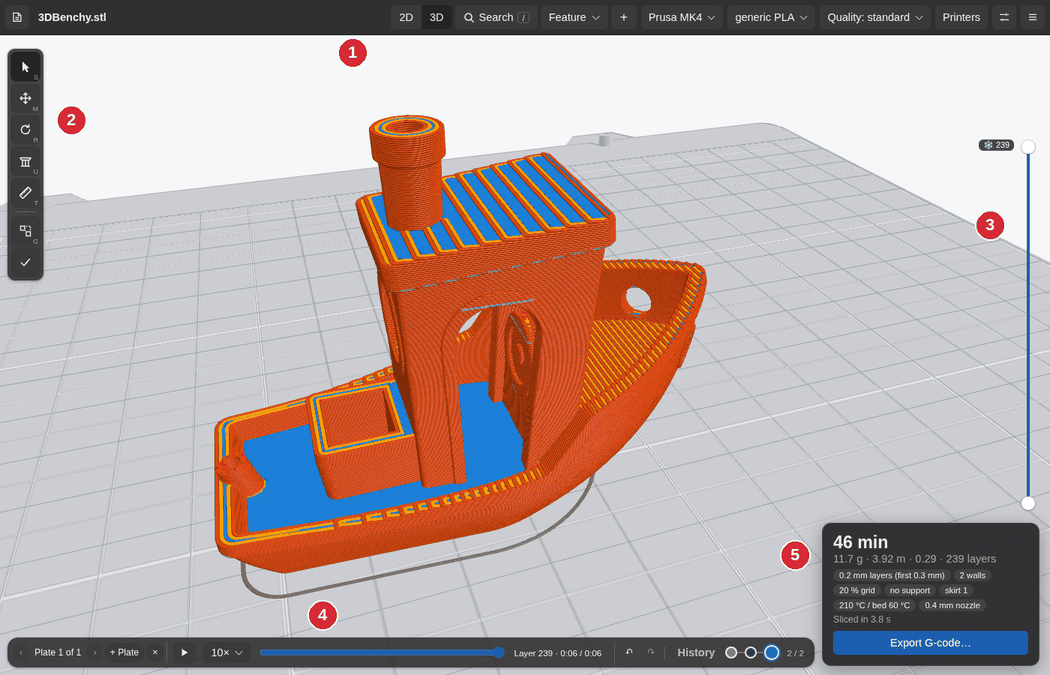 3DBenchy.stl 2D 3D Search / Feature + Prusa MK4 generic PLA Quality: standard Printers
1
S
M
2
R
U
T
G
239
3
5
46 min
11.7 g · 3.92 m · 0.29 · 239 layers
0.2 mm layers (first 0.3 mm) 2 walls
20 % grid no support skirt 1
210 °C / bed 60 °C 0.4 mm nozzle
Sliced in 3.8 s
Export G-code…
4
‹ Plate 1 of 1 › + Plate × 10× Layer 239 · 0:06 / 0:06 History 2 / 2